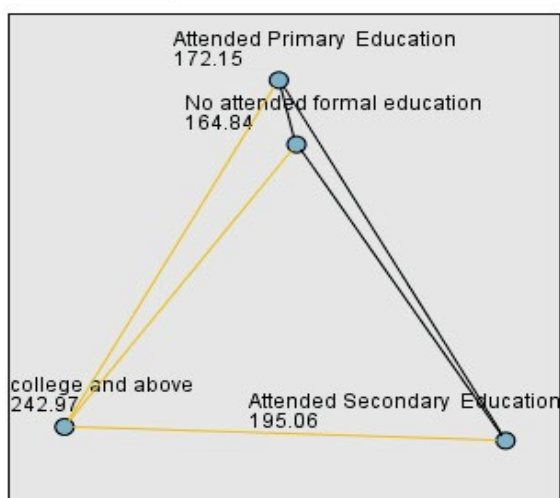 Attended Primary Education
172.15
No attended formal education
164.84
college and above
242.97
Attended Secondary Education
195.06